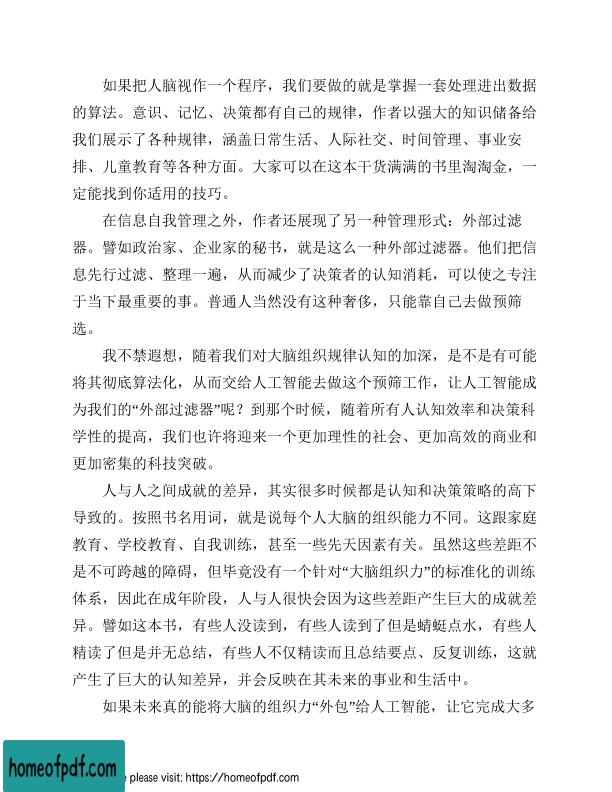 如果把人脑视作一个程序，我们要做的就是掌握一套处理进出数据
的算法。意识、记忆、决策都有自己的规律，作者以强大的知识储备给
我们展示了各种规律，涵盖日常生活、人际社交、时间管理、事业安
排、儿童教育等各种方面。大家可以在这本干货满满的书里淘淘金，一
定能找到你适用的技巧。
在信息自我管理之外，作者还展现了另一种管理形式：外部过滤
器。譬如政治家、企业家的秘书，就是这么一种外部过滤器。他们把信
息先行过滤、整理一遍，从而减少了决策者的认知消耗，可以使之专注
于当下最重要的事。普通人当然没有这种奢侈，只能靠自己去做预筛
选。
我不禁遐想，随着我们对大脑组织规律认知的加深，是不是有可能
将其彻底算法化，从而交给人工智能去做这个预筛工作，让人工智能成
为我们的“外部过滤器”呢？到那个时候，随着所有人认知效率和决策科
学性的提高，我们也许将迎来一个更加理性的社会、更加高效的商业和
更加密集的科技突破。
人与人之间成就的差异，其实很多时候都是认知和决策策略的高下
导致的。按照书名用词，就是说每个人大脑的组织能力不同。这跟家庭
教育、学校教育、自我训练，甚至一些先天因素有关。虽然这些差距不
是不可跨越的障碍，但毕竟没有一个针对“大脑组织力”的标准化的训练
体系，因此在成年阶段，人与人很快会因为这些差距产生巨大的成就差
异。譬如这本书，有些人没读到，有些人读到了但是蜻蜓点水，有些人
精读了但是并无总结，有些人不仅精读而且总结要点、反复训练，这就
产生了巨大的认知差异，并会反映在其未来的事业和生活中。
如果未来真的能将大脑的组织力“外包”给人工智能，让它完成大多
homeofpdf.com
please visit: https://homeofpdf.com